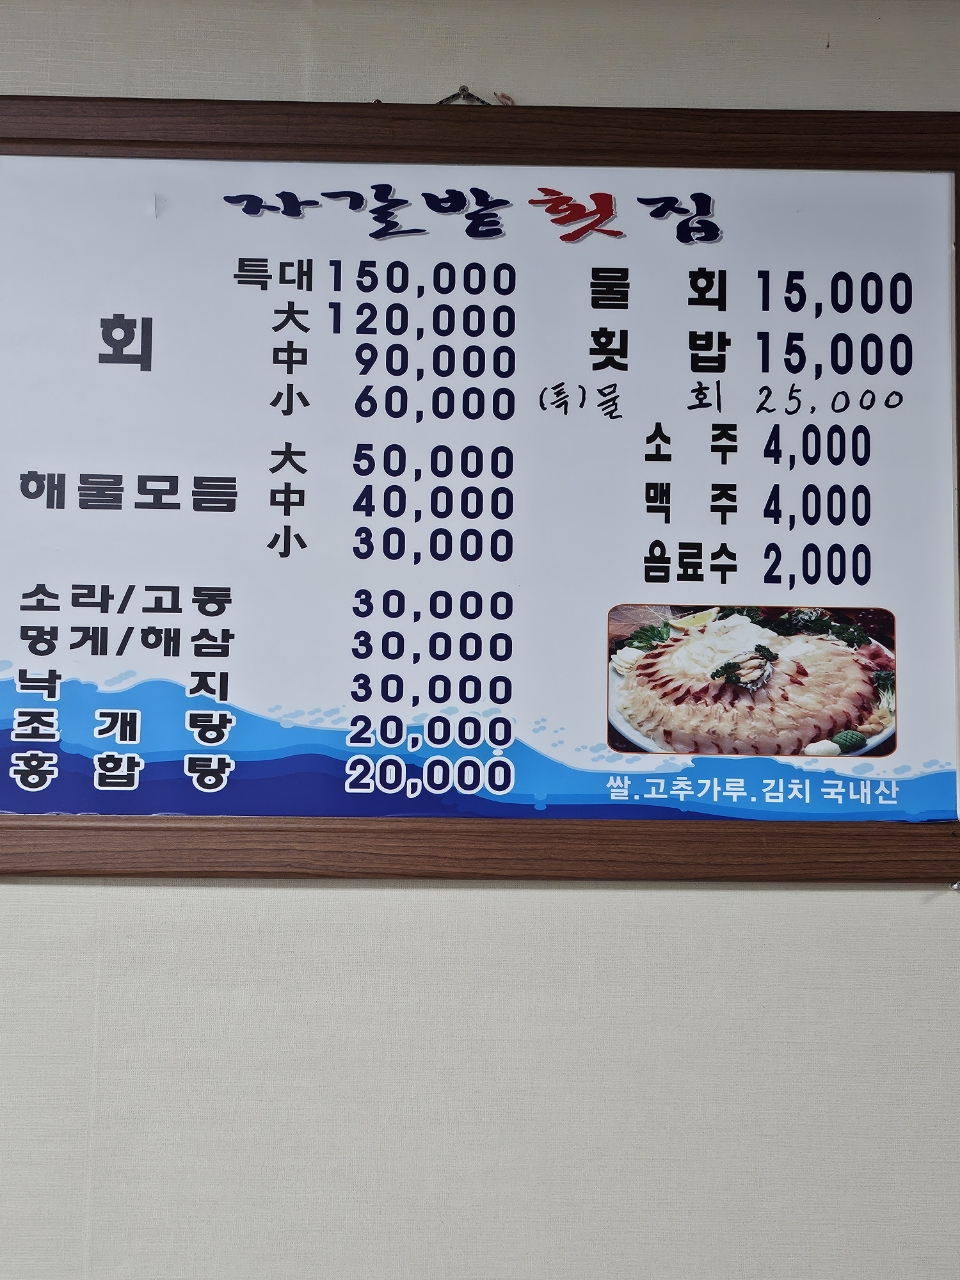 자갈밭횟집
회
특대 150,000
大 120,000
中 90,000
小 60,000
해물모듬
大 50,000
中 40,000
小 30,000
소라/고동 30,000
멍게/해삼 30,000
낙지 30,000
조개탕 20,000
홍합탕 20,000
물회 15,000
횟밥 15,000
(특)물회 25,000
소주 4,000
맥주 4,000
음료수 2,000
쌀.고추가루.김치 국내산